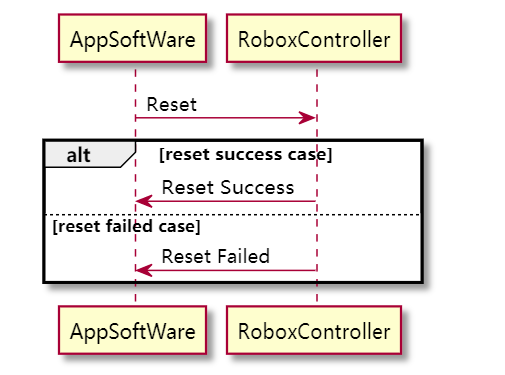 AppSoftWare
RoboxController
Reset
alt
[reset success case]
Reset Success
[reset failed case]
Reset Failed
AppSoftWare
RoboxController